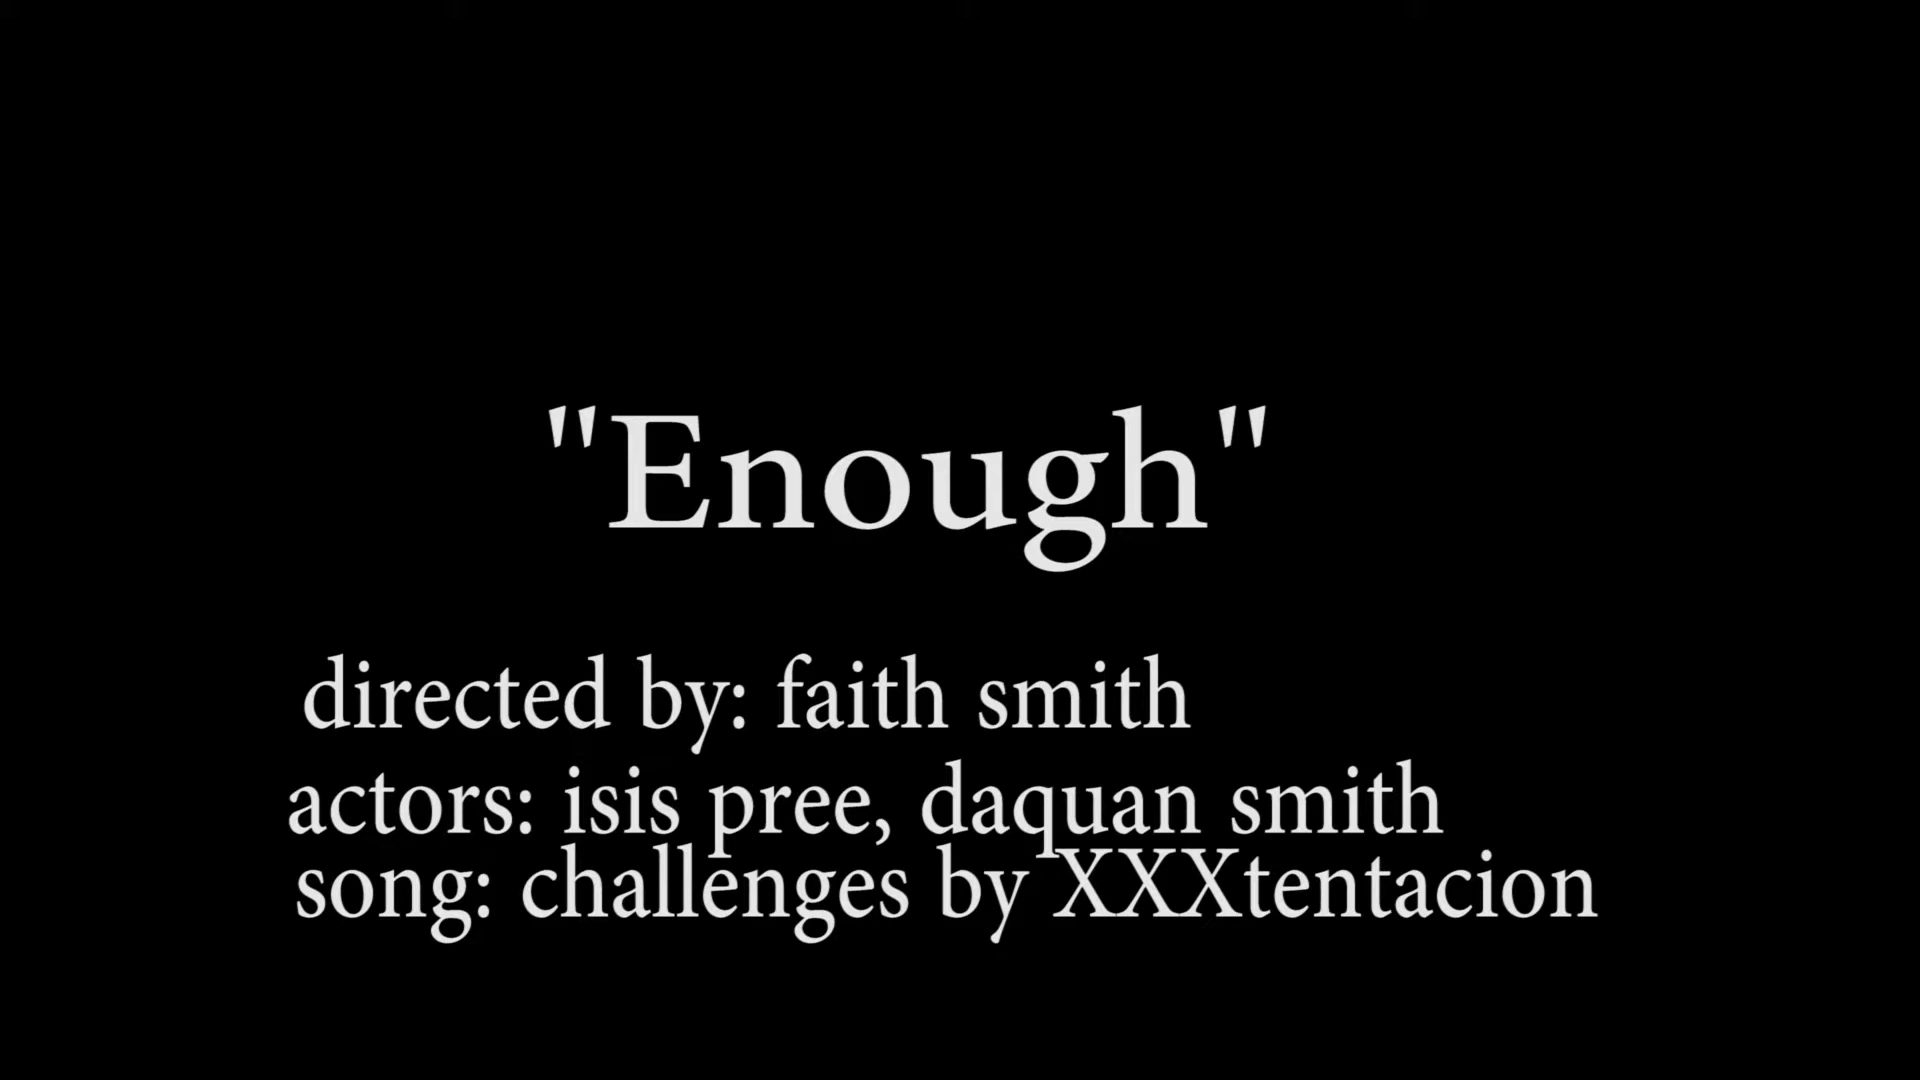 "Enough"
directed by: faith smith
actors: isis pree, daquan smith
song: challenges by XXXtentacion